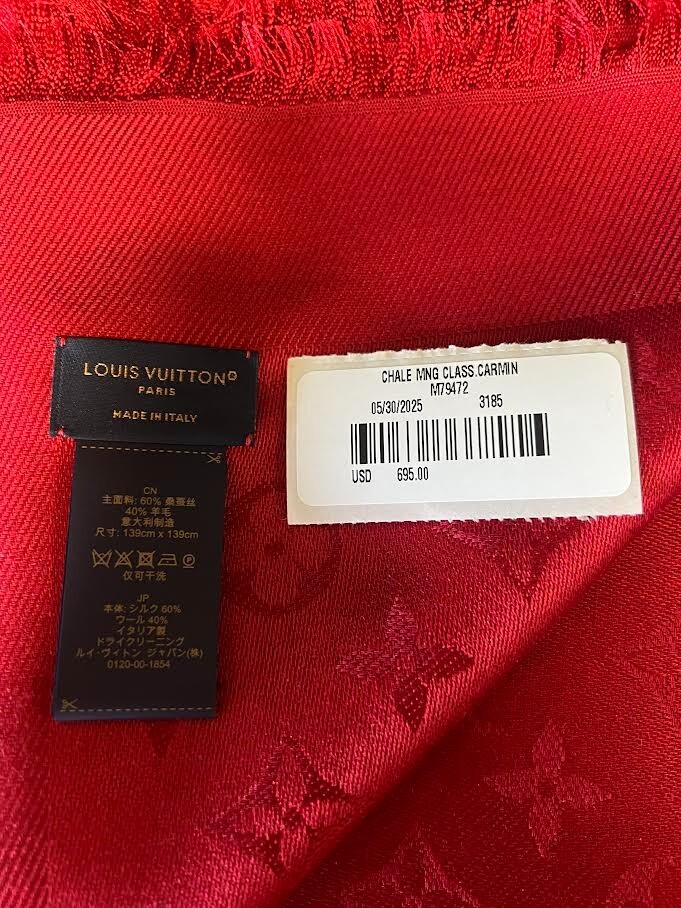 LOUIS VUITTON
PARIS
MADE IN ITALY
CN
主面料: 60% 桑蚕丝
40% 羊毛
意大利制造
尺寸: 139cm x 139cm
仅可干洗
JP
本体: シルク 60%
ウール 40%
イタリア製
ドライクリーニング
ルイ·ヴィトン ジャパン(株)
0120-00-1854
CHALE MNG CLASS.CARMIN
M79472
05/30/2025 3185
USD 695.00